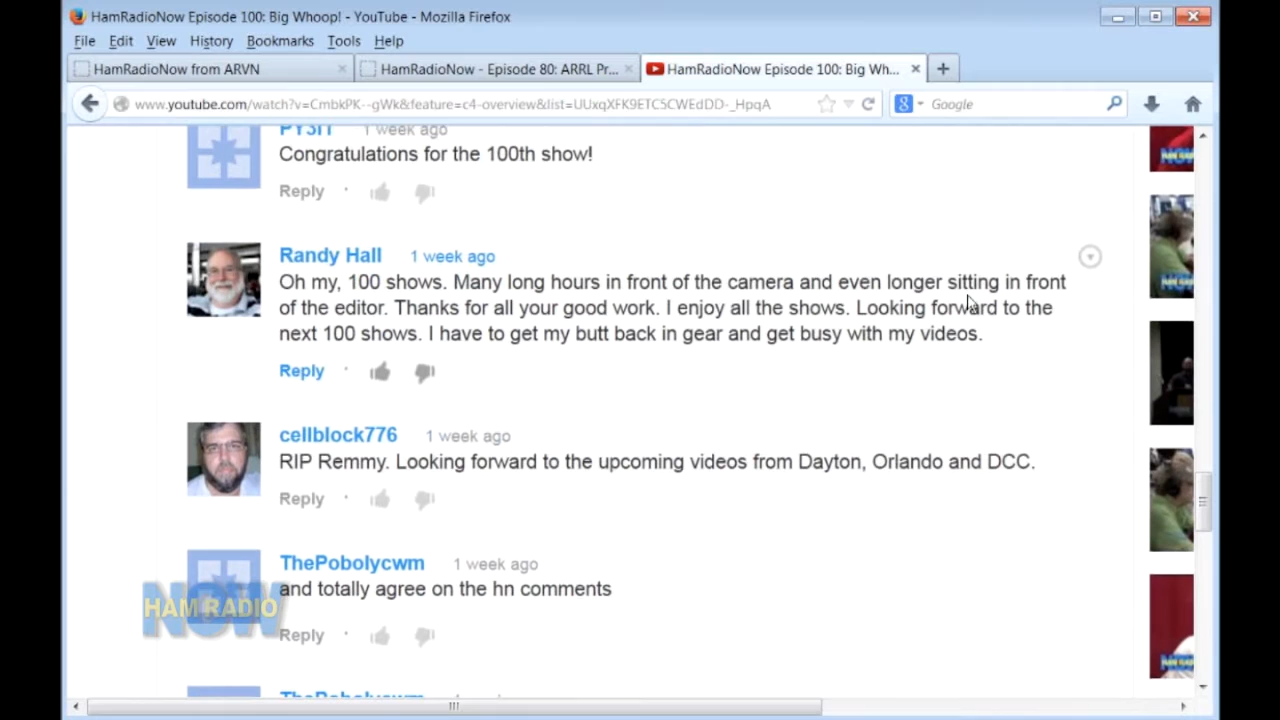 HamRadioNow Episode 100: Big Whoop! - YouTube - Mozilla Firefox
File Edit View History Bookmarks Tools Help
HamRadioNow from ARVN
HamRadioNow - Episode 80: ARRL Pr...
HamRadioNow Episode 100: Big Wh...
www.youtube.com/watch?v=CmbkPK--gWk&feature=c4-overview&list=UUxqXFK9ETC5CWEdDD-_HpqA
Google
PY3IT 1 week ago
Congratulations for the 100th show!
Reply
Randy Hall 1 week ago
Oh my, 100 shows. Many long hours in front of the camera and even longer sitting in front
of the editor. Thanks for all your good work. I enjoy all the shows. Looking forward to the
next 100 shows. I have to get my butt back in gear and get busy with my videos.
Reply
cellblock776 1 week ago
RIP Remmy. Looking forward to the upcoming videos from Dayton, Orlando and DCC.
Reply
ThePobolycwm 1 week ago
and totally agree on the hn comments
HAM RADIO
NOW
Reply
ThePobolycwm